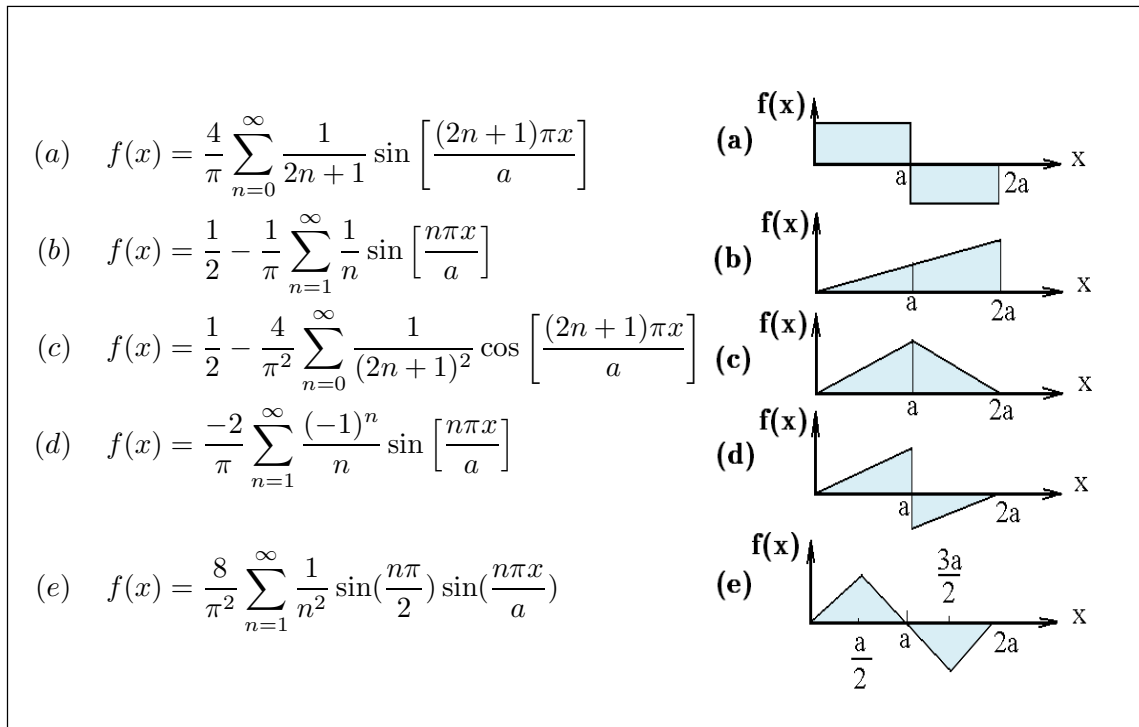 (a) f(x) = \frac{4}{\pi} \sum_{n=0}^{\infty} \frac{1}{2n+1} \sin \left[ \frac{(2n+1)\pi x}{a} \right]
(b) f(x) = \frac{1}{2} - \frac{1}{\pi} \sum_{n=1}^{\infty} \frac{1}{n} \sin \left[ \frac{n\pi x}{a} \right]
(c) f(x) = \frac{1}{2} - \frac{4}{\pi^2} \sum_{n=0}^{\infty} \frac{1}{(2n+1)^2} \cos \left[ \frac{(2n+1)\pi x}{a} \right]
(d) f(x) = \frac{-2}{\pi} \sum_{n=1}^{\infty} \frac{(-1)^n}{n} \sin \left[ \frac{n\pi x}{a} \right]
(e) f(x) = \frac{8}{\pi^2} \sum_{n=1}^{\infty} \frac{1}{n^2} \sin(\frac{n\pi}{2}) \sin(\frac{n\pi x}{a})
f(x)
(a)
a 2a x
f(x)
(b)
a 2a x
f(x)
(c)
a 2a x
f(x)
(d)
a 2a x
f(x)
(e)
\frac{3a}{2}
\frac{a}{2} a 2a x